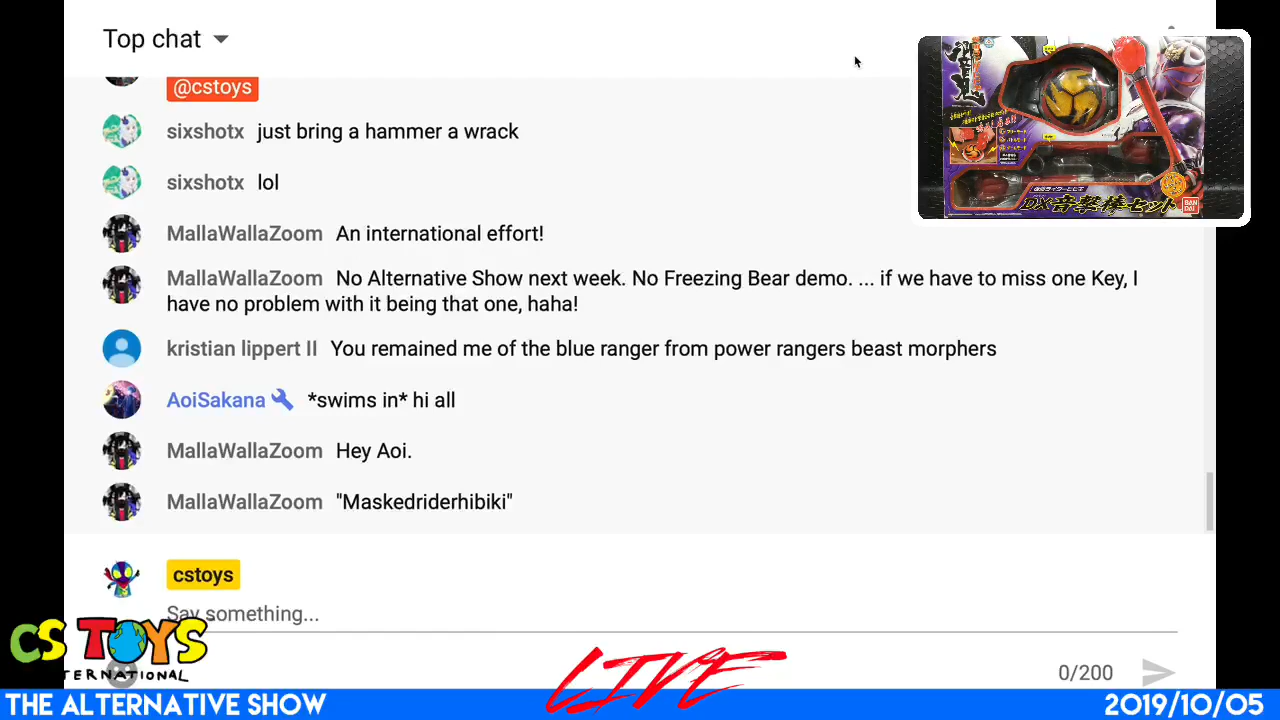 Top chat
@cstoys
sixshotx just bring a hammer a wrack
sixshotx lol
MallaWallaZoom An international effort!
MallaWallaZoom No Alternative Show next week. No Freezing Bear demo. ... if we have to miss one Key, I
have no problem with it being that one, haha!
kristian lippert II You remained me of the blue ranger from power rangers beast morphers
AoiSakana *swims in* hi all
MallaWallaZoom Hey Aoi.
MallaWallaZoom "Maskedriderhibiki"
cstoys
Say something...
0/200
DX音撃棒セット
BAN
DAI
CS TOYS
LIVE
THE ALTERNATIVE SHOW
2019/10/05